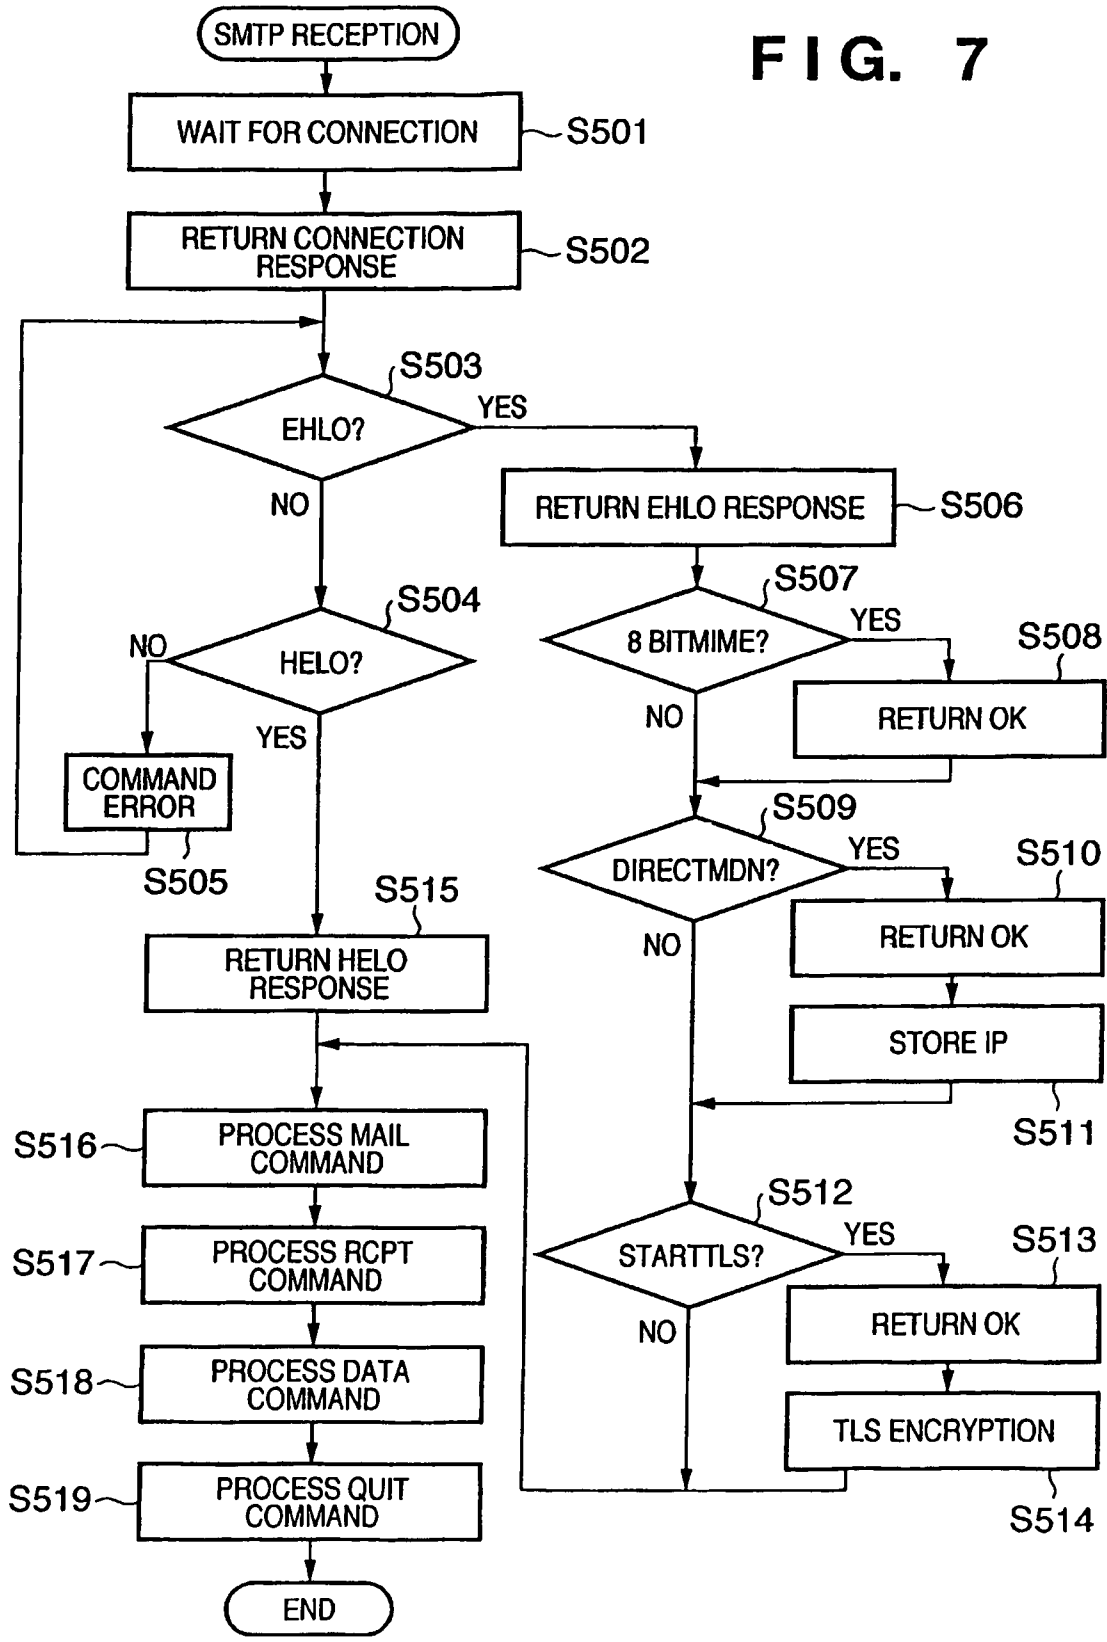 SMTP RECEPTION
FIG. 7
WAIT FOR CONNECTION
S501
RETURN CONNECTION
RESPONSE
S502
S503
EHLO?
YES
NO
RETURN EHLO RESPONSE
S506
S504
HELO?
NO
YES
S507
8 BITMIME?
YES
NO
S508
RETURN OK
COMMAND
ERROR
S505
S509
DIRECTMDN?
YES
NO
S510
RETURN OK
STORE IP
S511
S515
RETURN HELO
RESPONSE
S516
PROCESS MAIL
COMMAND
S512
STARTTLS?
YES
NO
S513
RETURN OK
TLS ENCRYPTION
S514
S517
PROCESS RCPT
COMMAND
S518
PROCESS DATA
COMMAND
S519
PROCESS QUIT
COMMAND
END